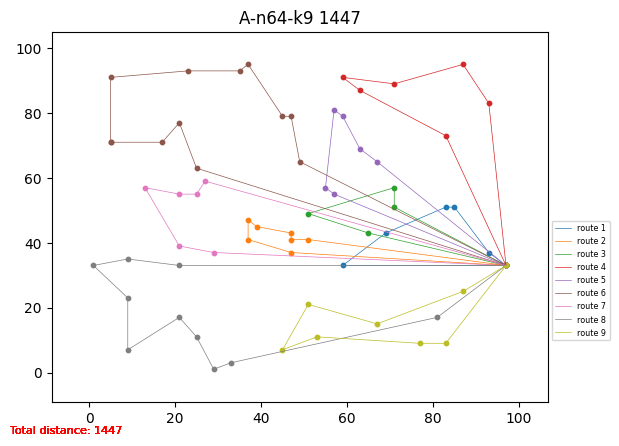 A-n64-k9 1447
100
80
60
40
20
0
0 20 40 60 80 100
route 1
route 2
route 3
route 4
route 5
route 6
route 7
route 8
route 9
Total distance: 1447